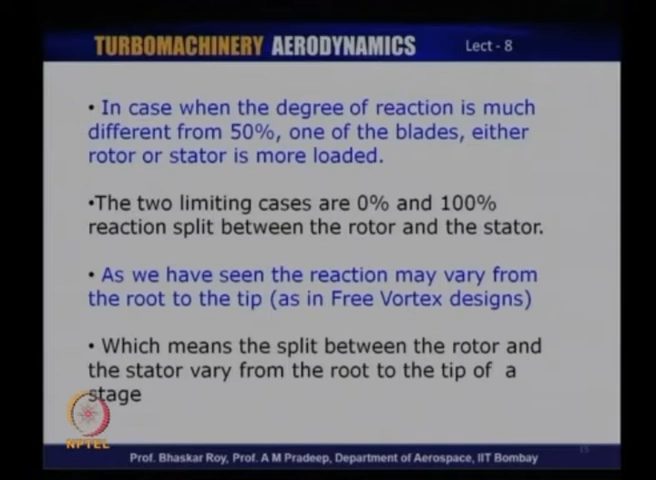 TURBOMACHINERY AERODYNAMICS Lect - 8
• In case when the degree of reaction is much
different from 50%, one of the blades, either
rotor or stator is more loaded.
•The two limiting cases are 0% and 100%
reaction split between the rotor and the stator.
• As we have seen the reaction may vary from
the root to the tip (as in Free Vortex designs)
• Which means the split between the rotor and
the stator vary from the root to the tip of a
stage
NPTEL
15
Prof. Bhaskar Roy, Prof. A M Pradeep, Department of Aerospace, IIT Bombay